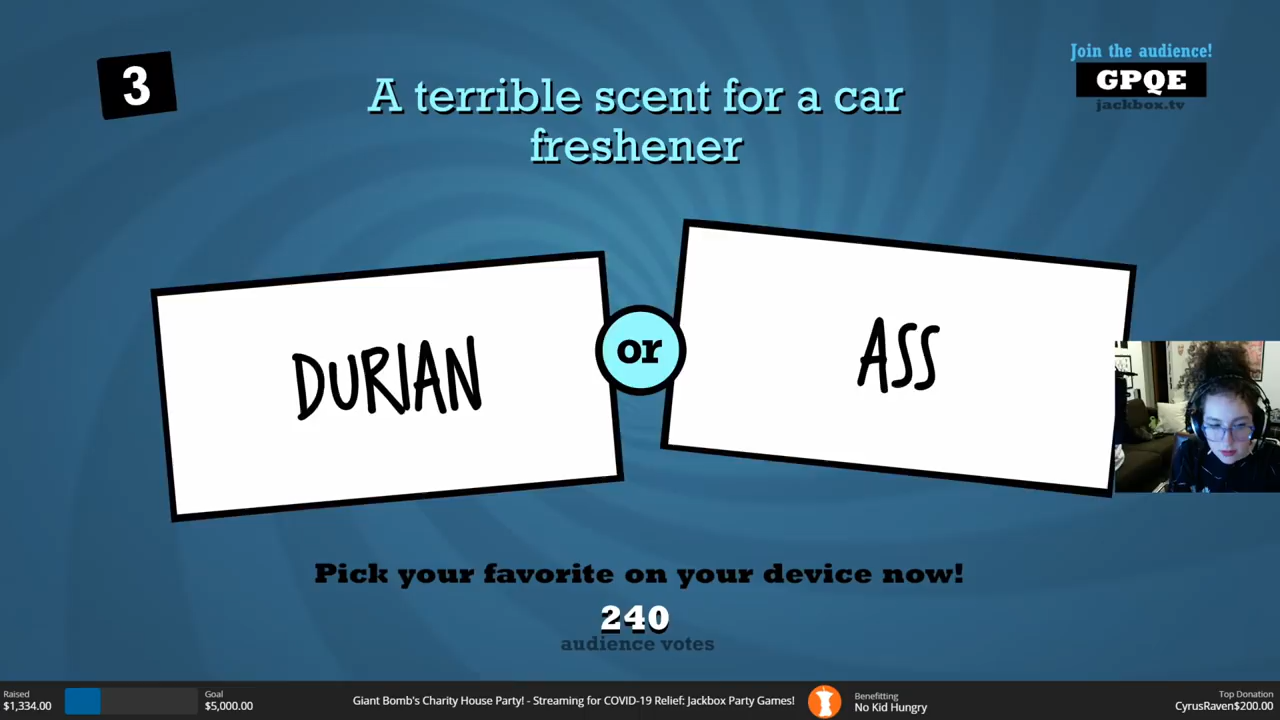 3
A terrible scent for a car
freshener
Join the audience!
GPQE
jackbox.tv
DURIAN
or
ASS
Pick your favorite on your device now!
240
audience votes
Raised
$1,334.00
Goal
$5,000.00
Giant Bomb's Charity House Party! - Streaming for COVID-19 Relief: Jackbox Party Games!
Benefitting
No Kid Hungry
Top Donation
CyrusRaven$200.00